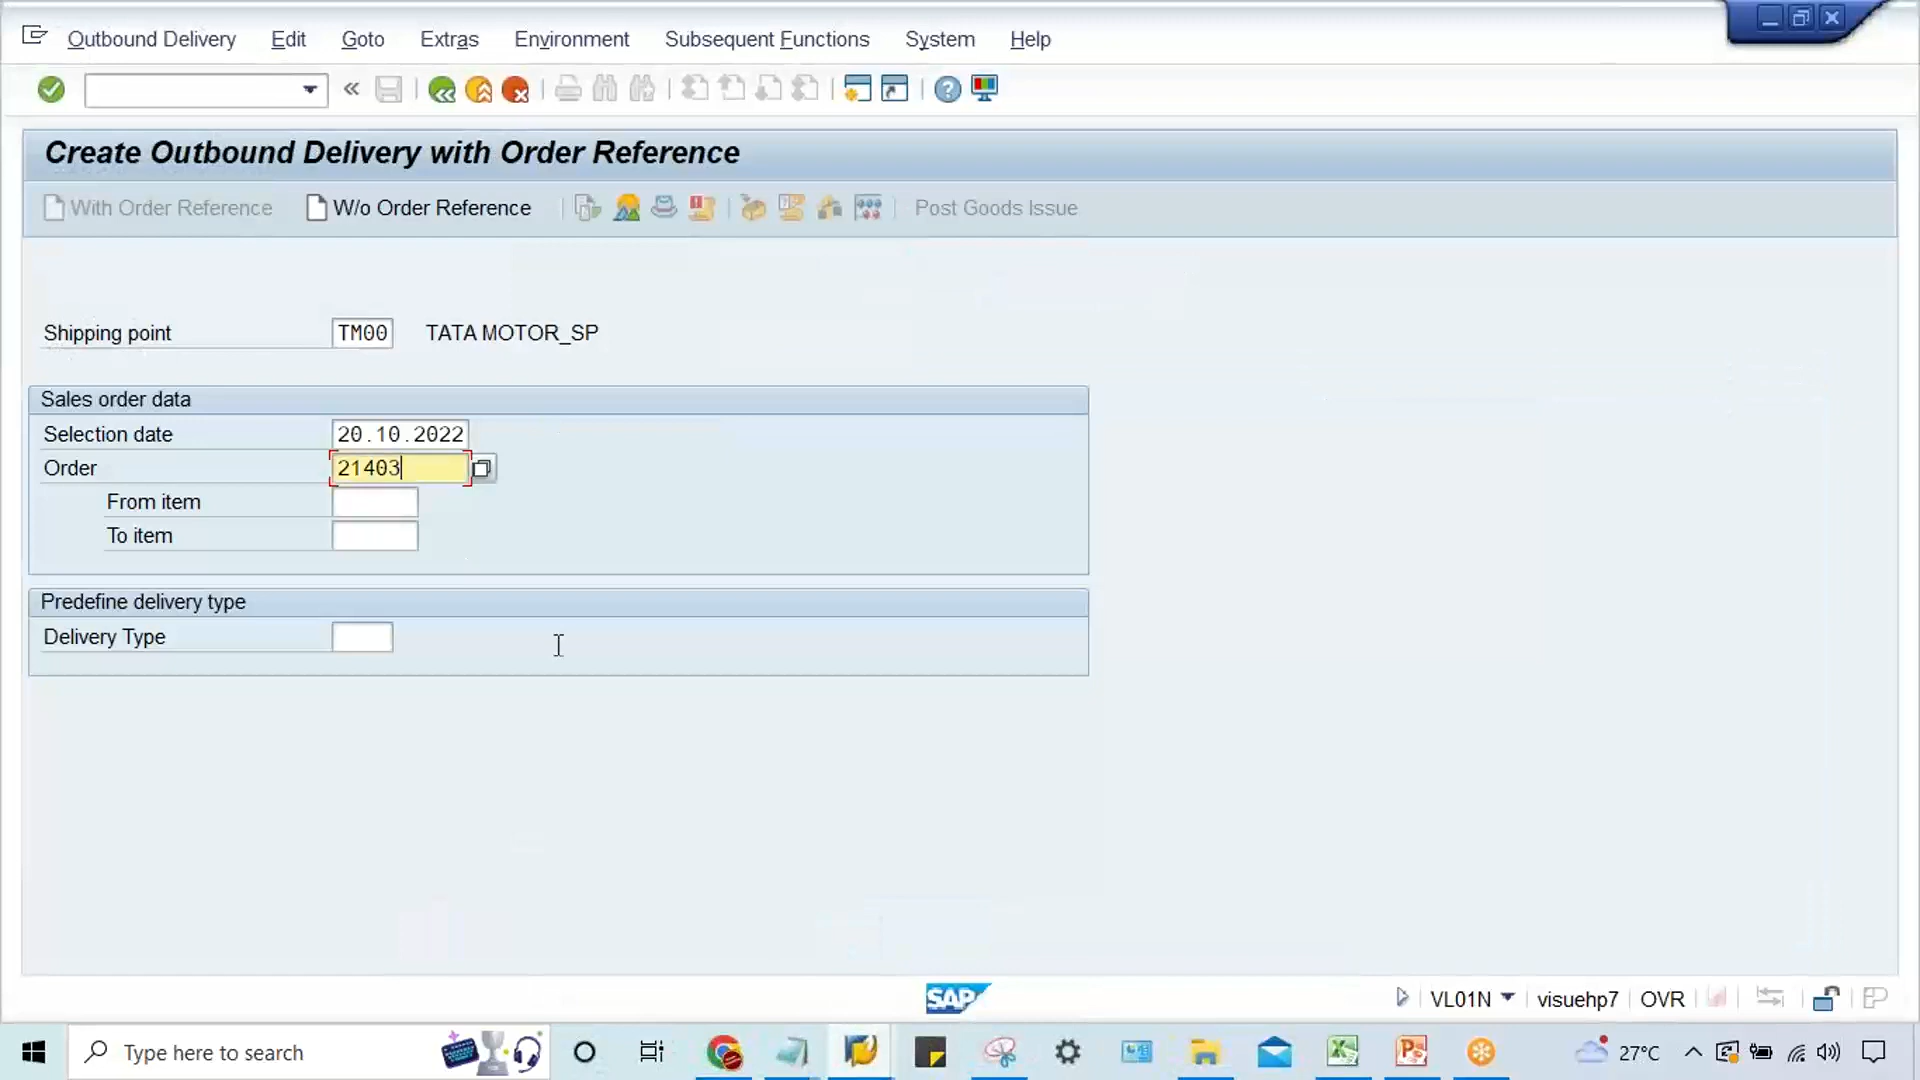 Outbound Delivery Edit Goto Extras Environment Subsequent Functions System Help
Create Outbound Delivery with Order Reference
With Order Reference W/o Order Reference Post Goods Issue
Shipping point TM00 TATA MOTOR_SP
Sales order data
Selection date 20.10.2022
Order 21403
From item
To item
Predefine delivery type
Delivery Type
SAP VL01N visuehp7 OVR
Type here to search 27°C